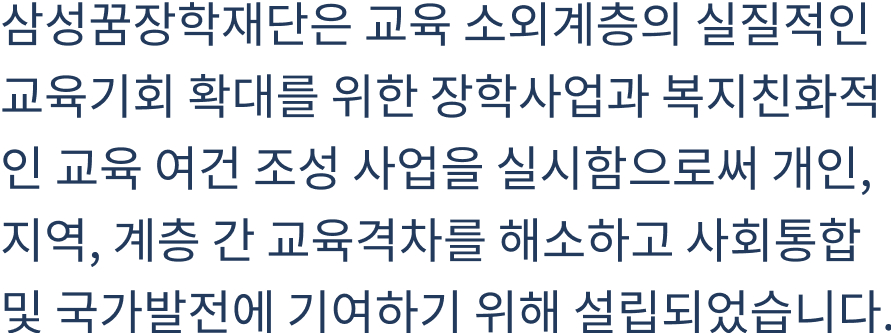 삼성꿈장학재단은 교육 소외계층의 실질적인
교육기회 확대를 위한 장학사업과 복지친화적
인 교육 여건 조성 사업을 실시함으로써 개인,
지역, 계층 간 교육격차를 해소하고 사회통합
및 국가발전에 기여하기 위해 설립되었습니다.